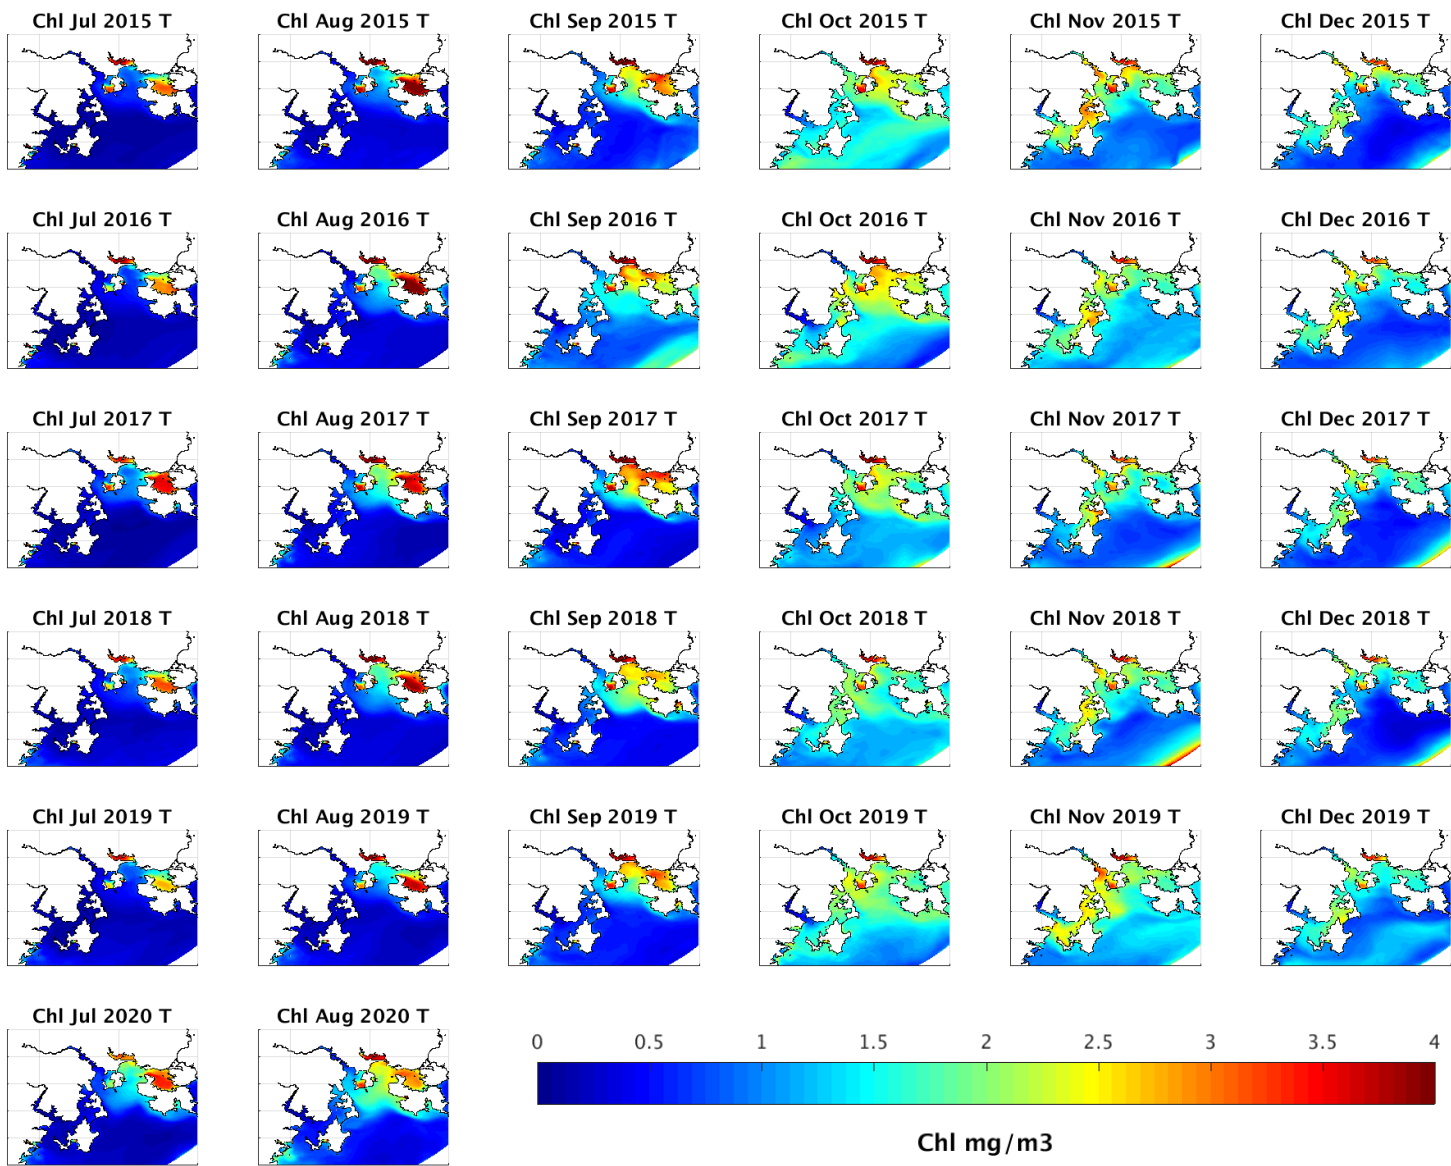 Chl Jul 2015 T Chl Aug 2015 T Chl Sep 2015 T Chl Oct 2015 T Chl Nov 2015 T Chl Dec 2015 T
Chl Jul 2016 T Chl Aug 2016 T Chl Sep 2016 T Chl Oct 2016 T Chl Nov 2016 T Chl Dec 2016 T
Chl Jul 2017 T Chl Aug 2017 T Chl Sep 2017 T Chl Oct 2017 T Chl Nov 2017 T Chl Dec 2017 T
Chl Jul 2018 T Chl Aug 2018 T Chl Sep 2018 T Chl Oct 2018 T Chl Nov 2018 T Chl Dec 2018 T
Chl Jul 2019 T Chl Aug 2019 T Chl Sep 2019 T Chl Oct 2019 T Chl Nov 2019 T Chl Dec 2019 T
Chl Jul 2020 T Chl Aug 2020 T
0 0.5 1 1.5 2 2.5 3 3.5 4
Chl mg/m3